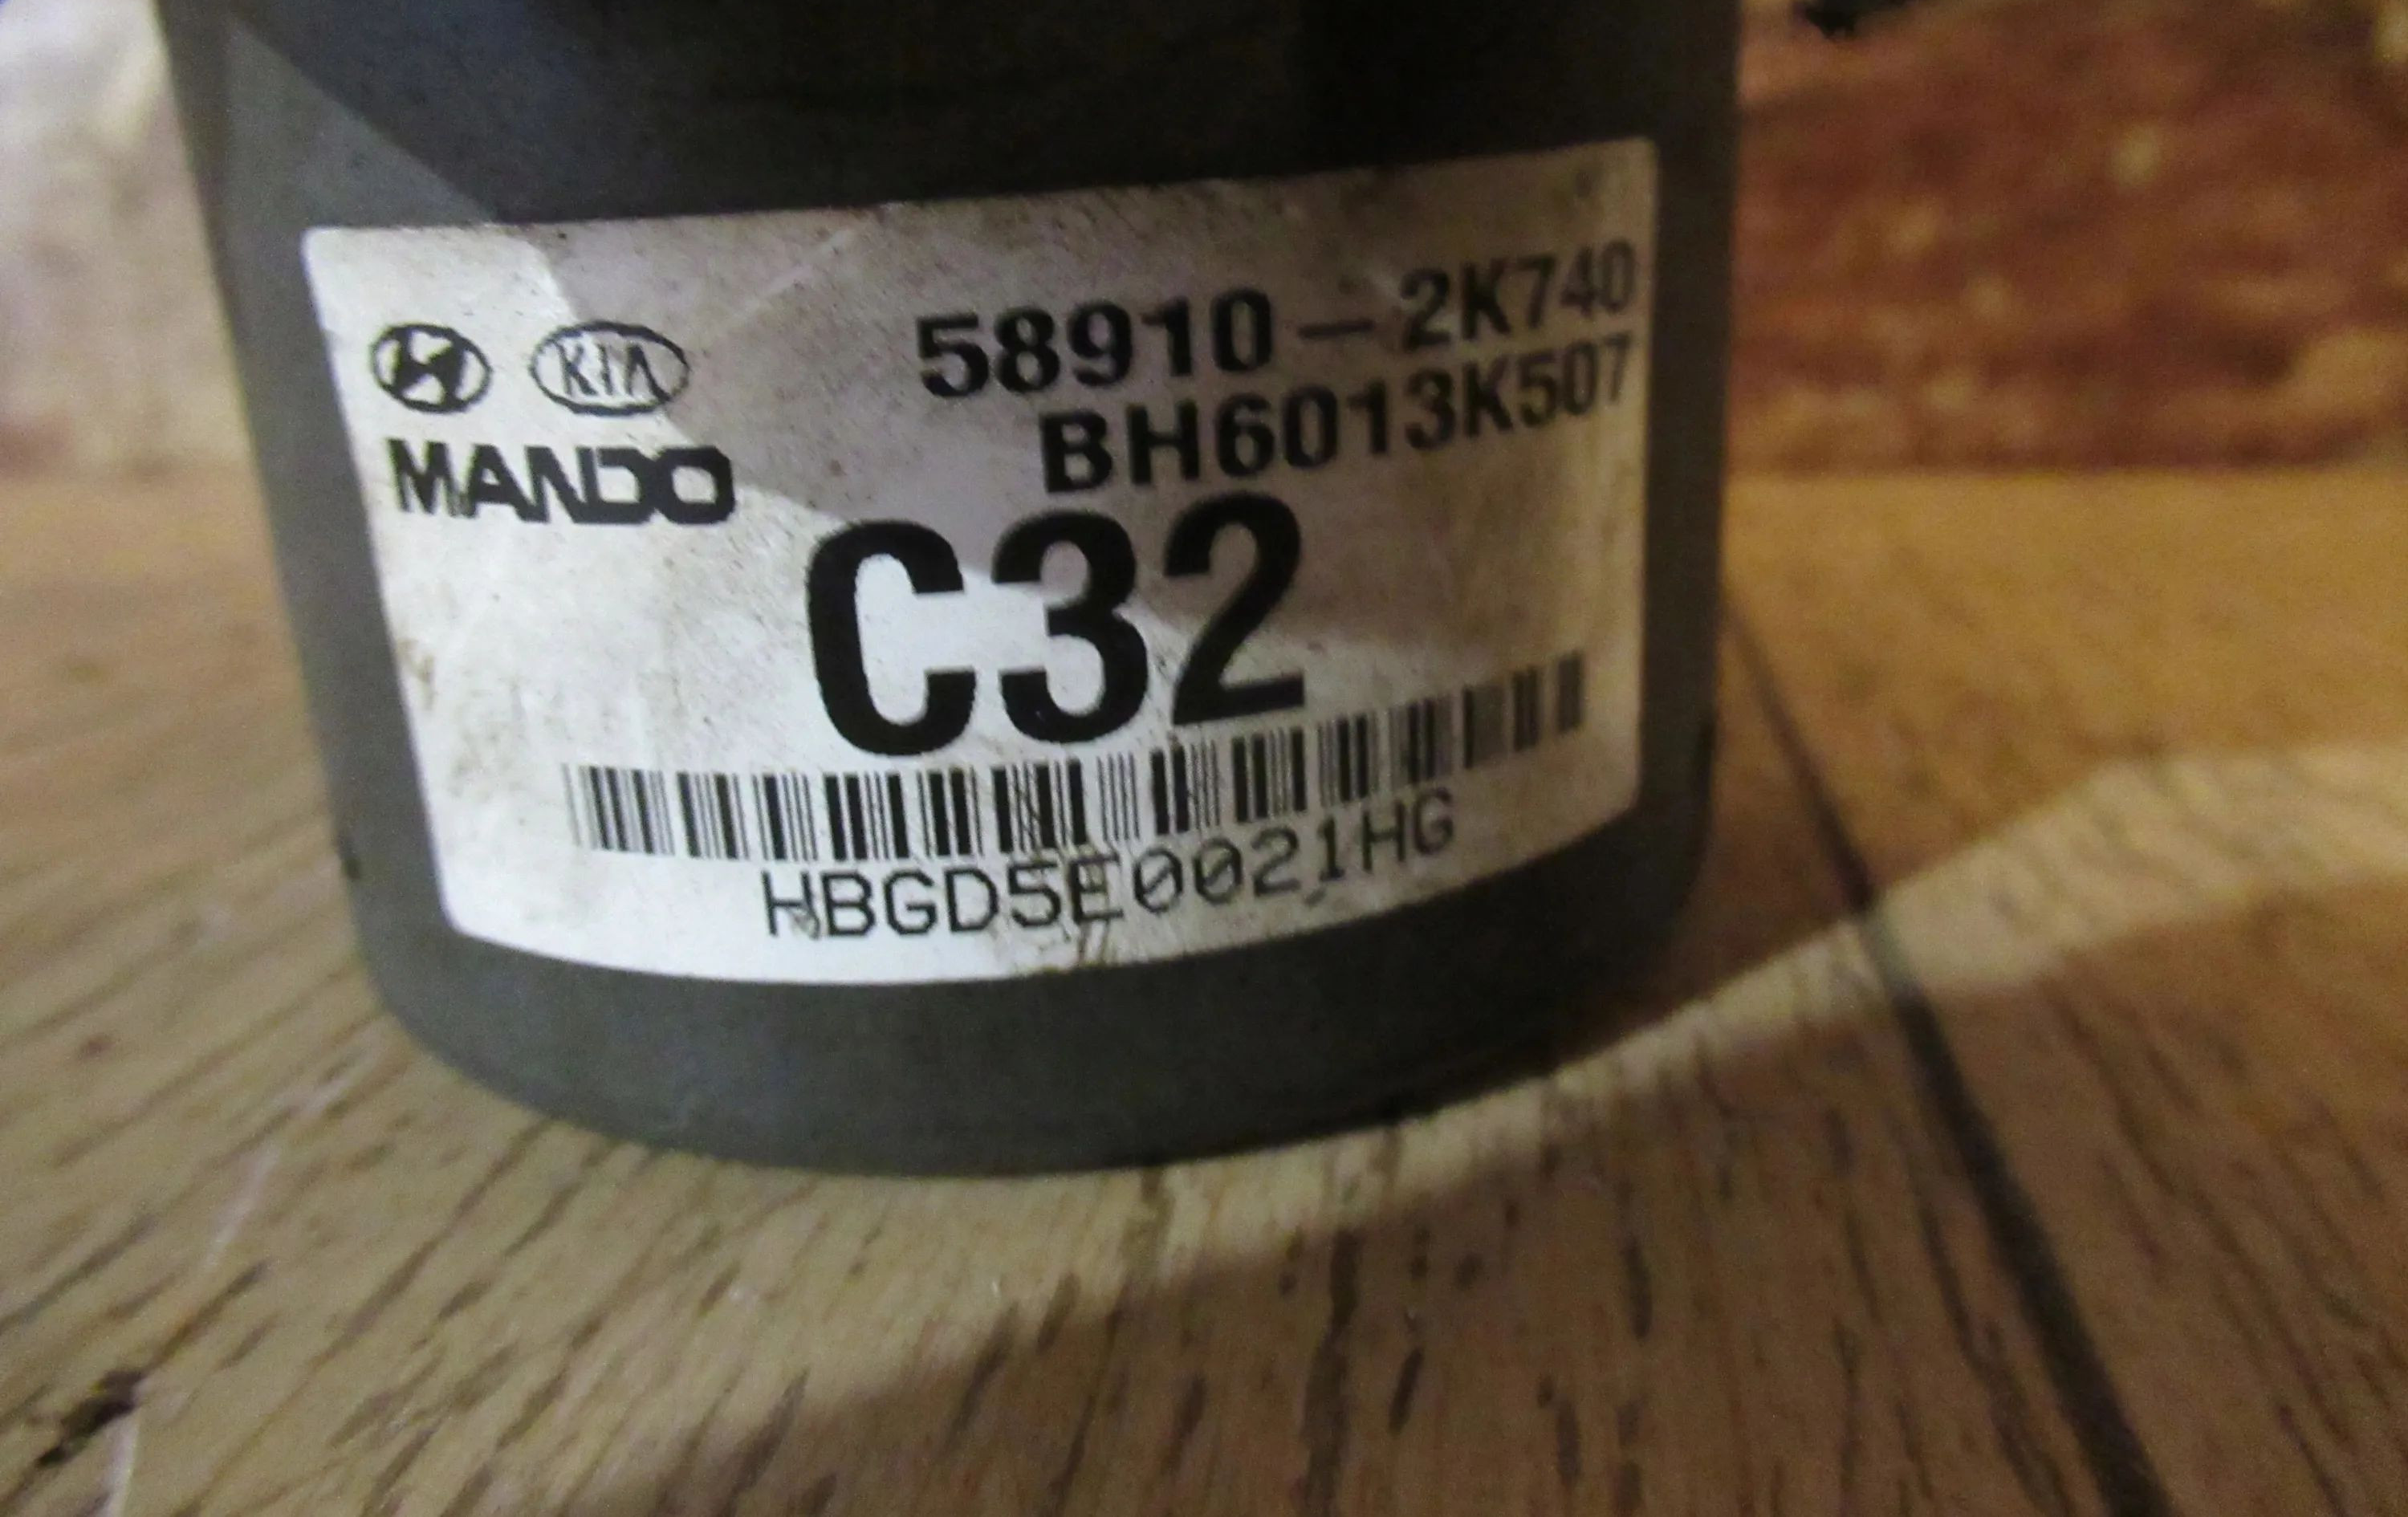 KIA
58910-2K740
MANDO
BH6013K507
C32
HBGD5E0021HG